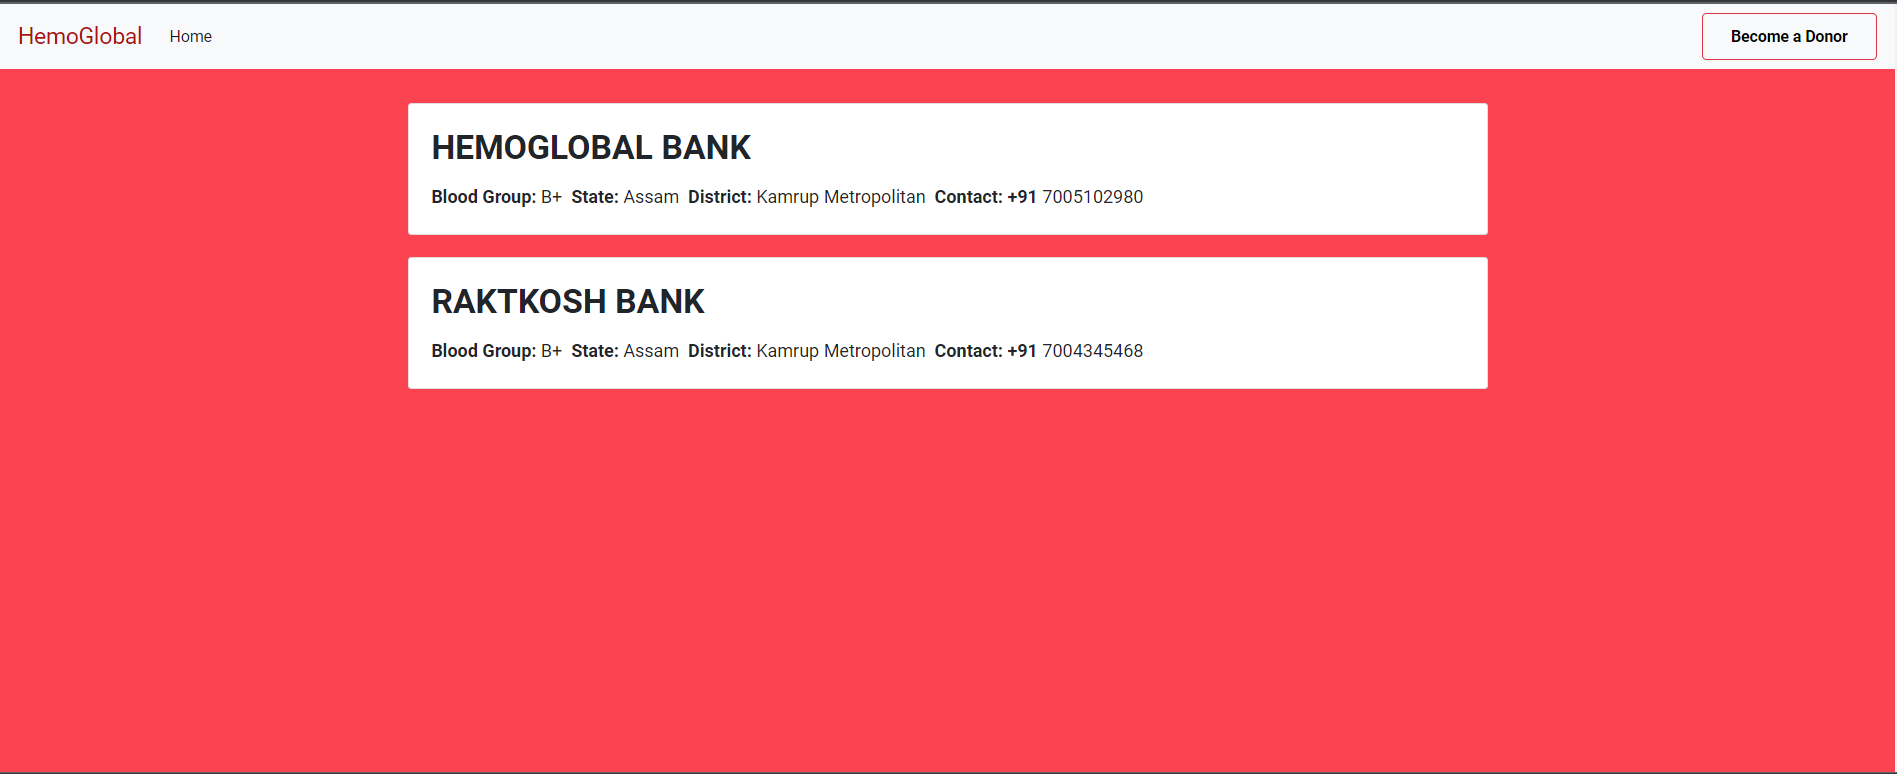 HemoGlobal Home Become a Donor
HEMOGLOBAL BANK
Blood Group: B+ State: Assam District: Kamrup Metropolitan Contact: +91 7005102980
RAKTKOSH BANK
Blood Group: B+ State: Assam District: Kamrup Metropolitan Contact: +91 7004345468